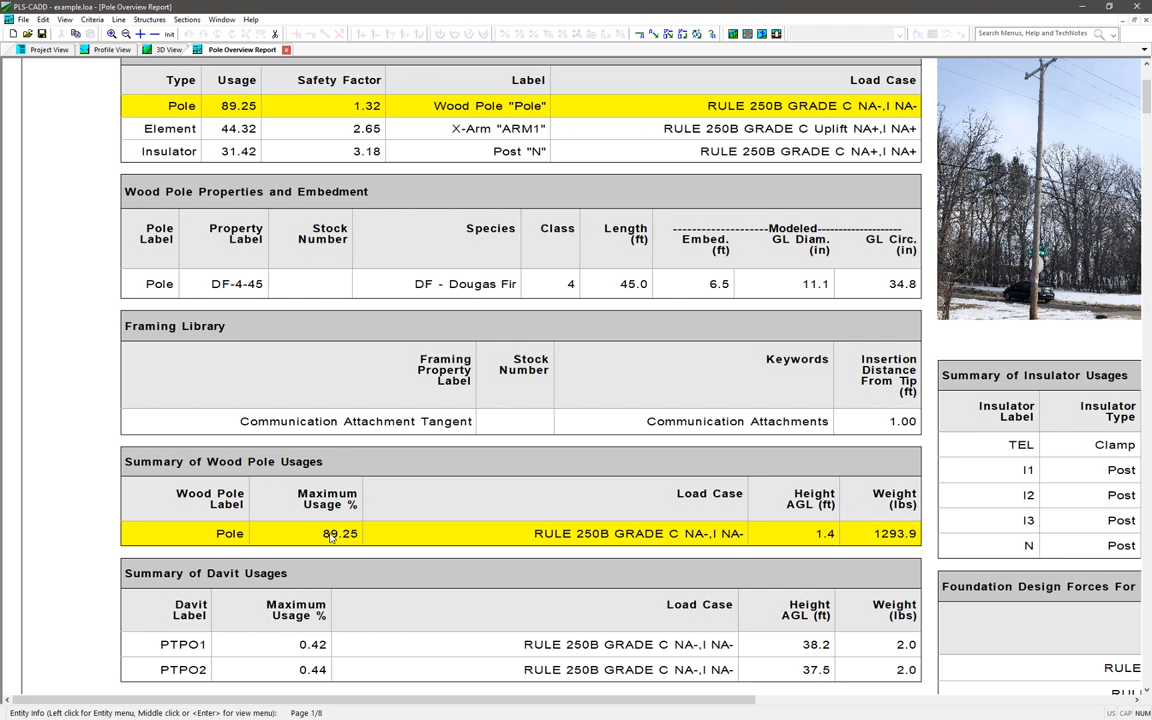 PLS-CADD - example.loa - [Pole Overview Report]
File Edit View Terrain Criteria Line Structures Sections Window Help
Init
Search Menus, Help and TechNotes
Project View Profile View 3D View Pole Overview Report
Type Usage Safety Factor Label Load Case
Pole 89.25 1.32 Wood Pole "Pole" RULE 250B GRADE C NA-,I NA-
Element 44.32 2.65 X-Arm "ARM1" RULE 250B GRADE C Uplift NA+,I NA+
Insulator 31.42 3.18 Post "N" RULE 250B GRADE C NA+,I NA+
Wood Pole Properties and Embedment
Pole Label Property Label Stock Number Species Class Length (ft) Modeled Embed. (ft) GL Diam. (in) GL Circ. (in)
Pole DF-4-45 DF - Dougas Fir 4 45.0 6.5 11.1 34.8
Framing Library
Framing Property Label Stock Number Keywords Insertion Distance From Tip (ft)
Communication Attachment Tangent Communication Attachments 1.00
Summary of Wood Pole Usages
Wood Pole Label Maximum Usage % Load Case Height AGL (ft) Weight (lbs)
Pole 89.25 RULE 250B GRADE C NA-,I NA- 1.4 1293.9
Summary of Davit Usages
Davit Label Maximum Usage % Load Case Height AGL (ft) Weight (lbs)
PTPO1 0.42 RULE 250B GRADE C NA-,I NA- 38.2 2.0
PTPO2 0.44 RULE 250B GRADE C NA-,I NA- 37.5 2.0
Summary of Insulator Usages
Insulator Label Insulator Type
TEL Clamp
I1 Post
I2 Post
I3 Post
N Post
Foundation Design Forces For
RULE
Entity Info (Left click for Entity menu, Middle click or <Enter> for view menu): Page 1/8
US CAP NUM